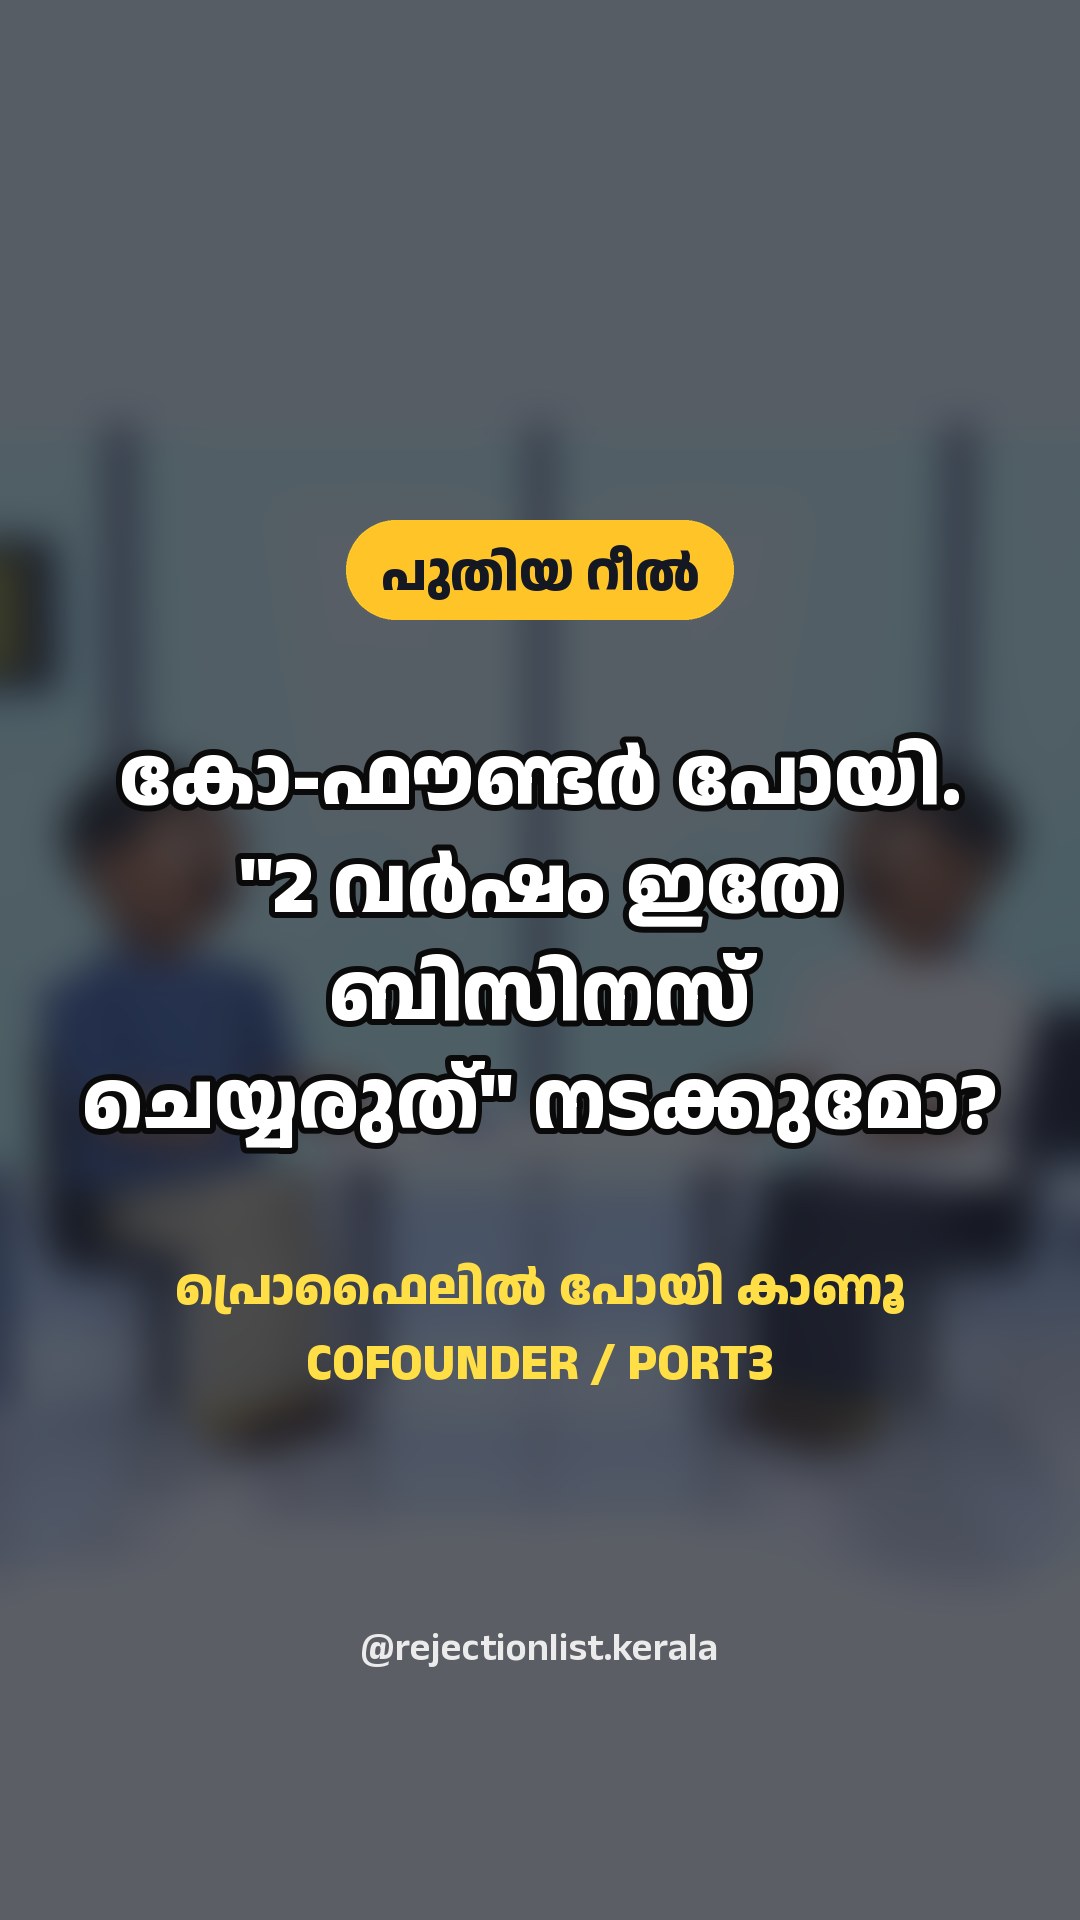 പുതിയ റീൽ
കോ-ഫൗണ്ടർ പോയി.
"2 വർഷം ഇതേ
ബിസിനസ്
ചെയ്യരുത്" നടക്കുമോ?
പ്രൊഫൈലിൽ പോയി കാണൂ
COFOUNDER / PORT3
@rejectionlist.kerala